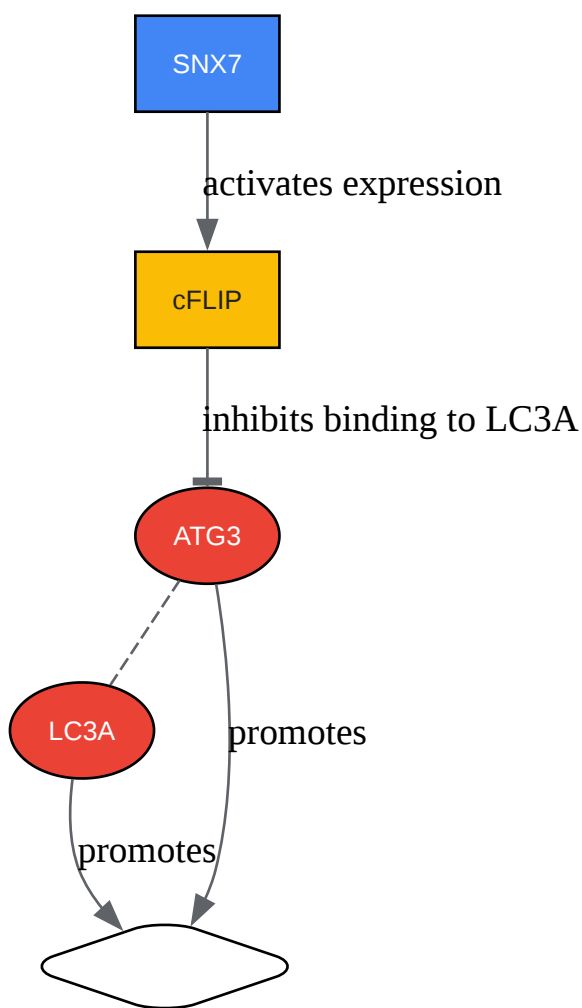 SNX7
activates expression
cFLIP
inhibits binding to LC3A
ATG3
LC3A
promotes
promotes